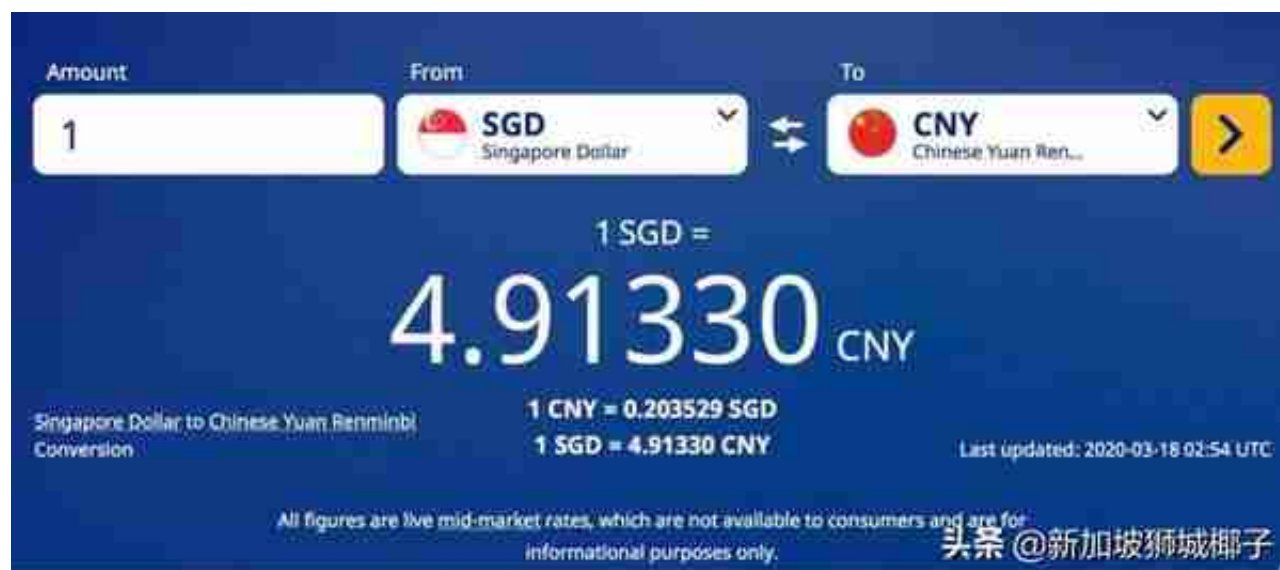 Amount From To
1 SGD CNY
Singapore Dollar Chinese Yuan Ren...
1 SGD =
4.91330 CNY
1 CNY = 0.203529 SGD
1 SGD = 4.91330 CNY
Singapore Dollar to Chinese Yuan Renminbi
Conversion
Last updated: 2020-03-18 02:54 UTC
All figures are live mid-market rates, which are not available to consumers and are for
informational purposes only.
头条 @新加坡狮城椰子